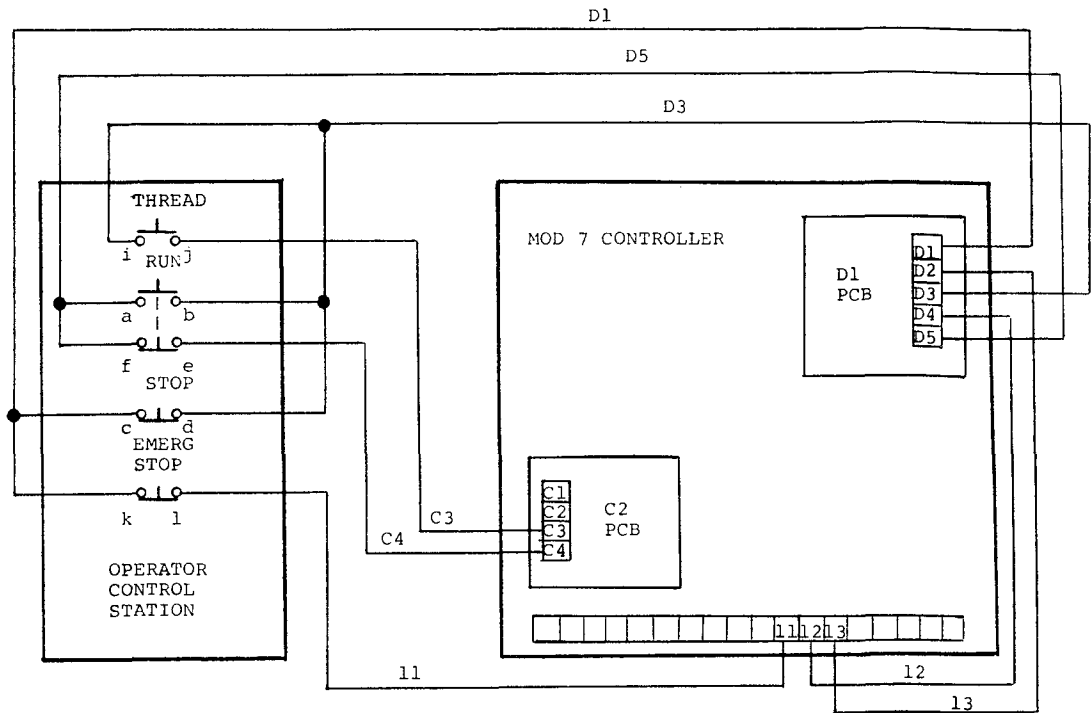 D1
D5
D3
THREAD
i j
RUN
a b
f e
STOP
c d
EMERG
STOP
k l
OPERATOR
CONTROL
STATION
MOD 7 CONTROLLER
D1
PCB
D1
D2
D3
D4
D5
C3
C4
C1
C2
C3
C4
C2
PCB
11 12 13
11
12
13